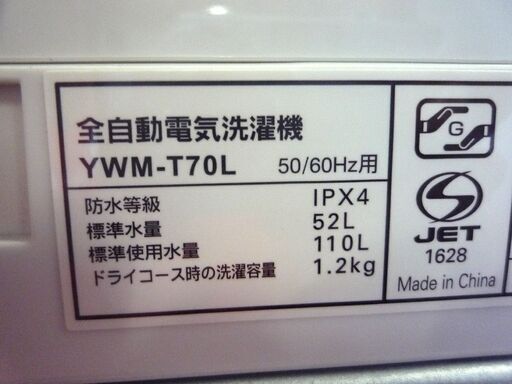 全自動電気洗濯機
YWM-T70L 50/60Hz用
防水等級 IPX4
標準水量 52L
標準使用水量 110L
ドライコース時の洗濯容量 1.2kg
G
S
JET
1628
Made in China